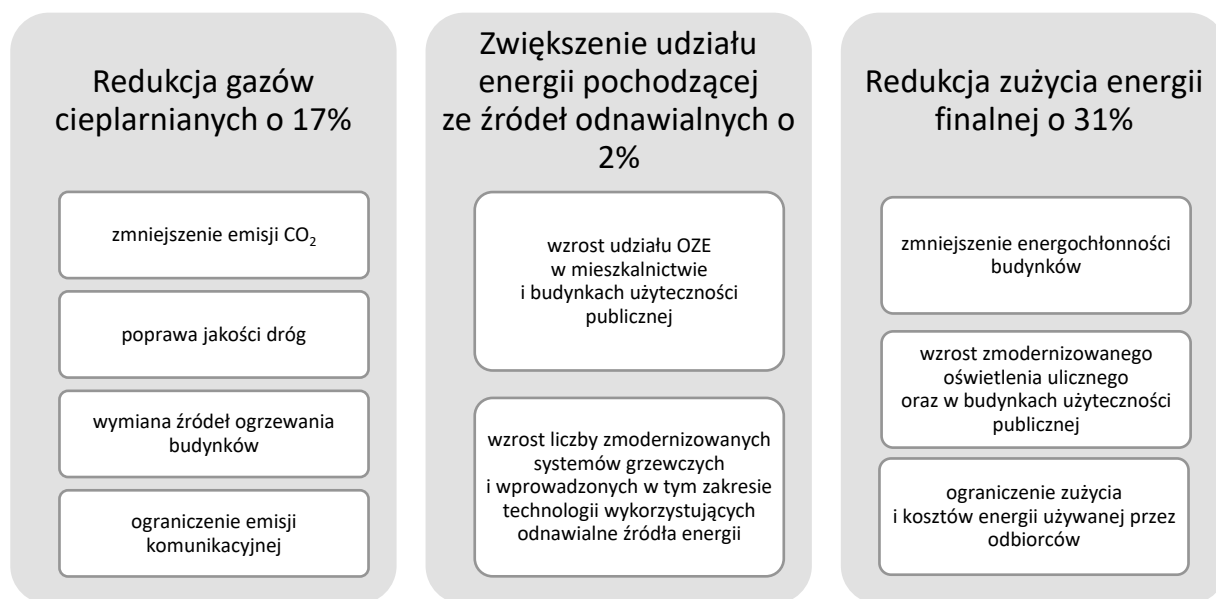 Redukcja gazów
cieplarnianych o 17%
zmniejszenie emisji CO₂
poprawa jakości dróg
wymiana źródeł ogrzewania
budynków
ograniczenie emisji
komunikacyjnej
Zwiększenie udziału
energii pochodzącej
ze źródeł odnawialnych o
2%
wzrost udziału OZE
w mieszkalnictwie
i budynkach użyteczności
publicznej
wzrost liczby zmodernizowanych
systemów grzewczych
i wprowadzonych w tym zakresie
technologii wykorzystujących
odnawialne źródła energii
Redukcja zużycia energii
finalnej o 31%
zmniejszenie energochłonności
budynków
wzrost zmodernizowanego
oświetlenia ulicznego
oraz w budynkach użyteczności
publicznej
ograniczenie zużycia
i kosztów energii używanej przez
odbiorców